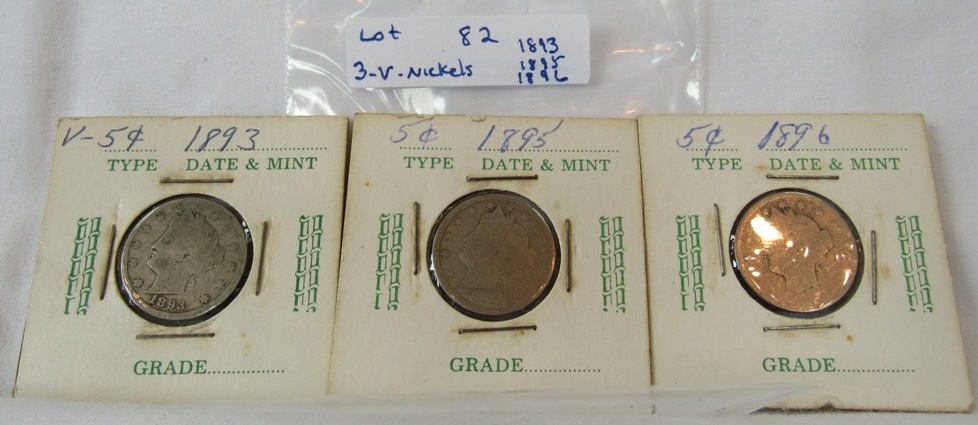 Lot 82 1893
3-V-Nickels 1895
1896
V-5¢ 1893
TYPE DATE & MINT
1893
GRADE................
5¢ 1895
TYPE DATE & MINT
GRADE................
5¢ 1896
TYPE DATE & MINT
GRADE................